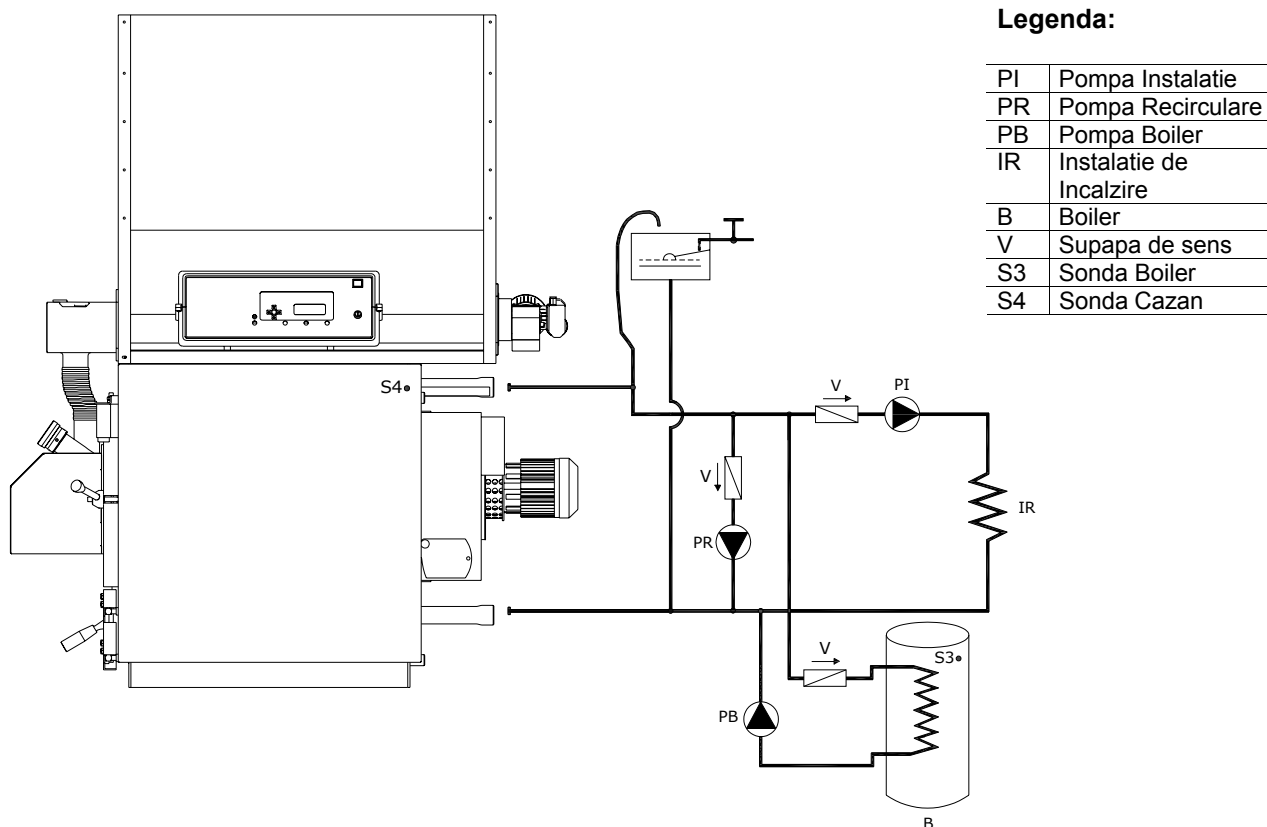 Legenda:
PI Pompa Instalatie
PR Pompa Recirculare
PB Pompa Boiler
IR Instalatie de
Incalzire
B Boiler
V Supapa de sens
S3 Sonda Boiler
S4 Sonda Cazan
S4
V
PI
V
PR
IR
V
S3
PB
B